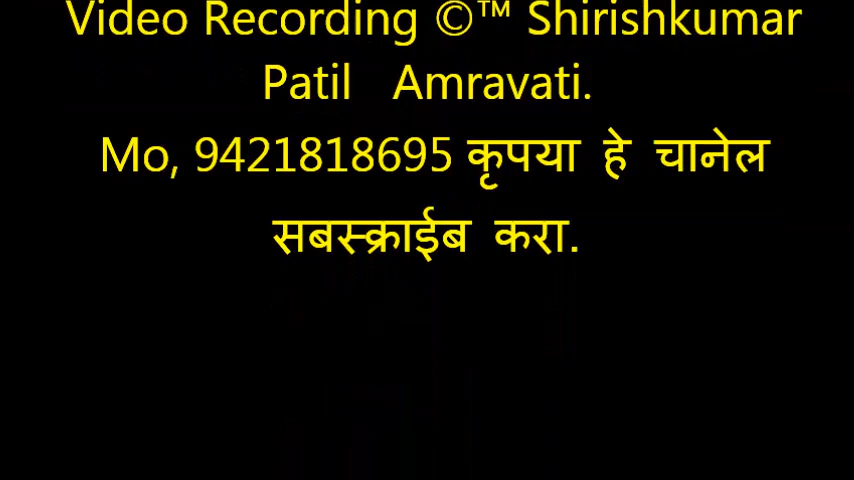 Video Recording ©™ Shirishkumar
Patil Amravati.
Mo, 9421818695 कृपया हे चानेल
सबस्क्राईब करा.